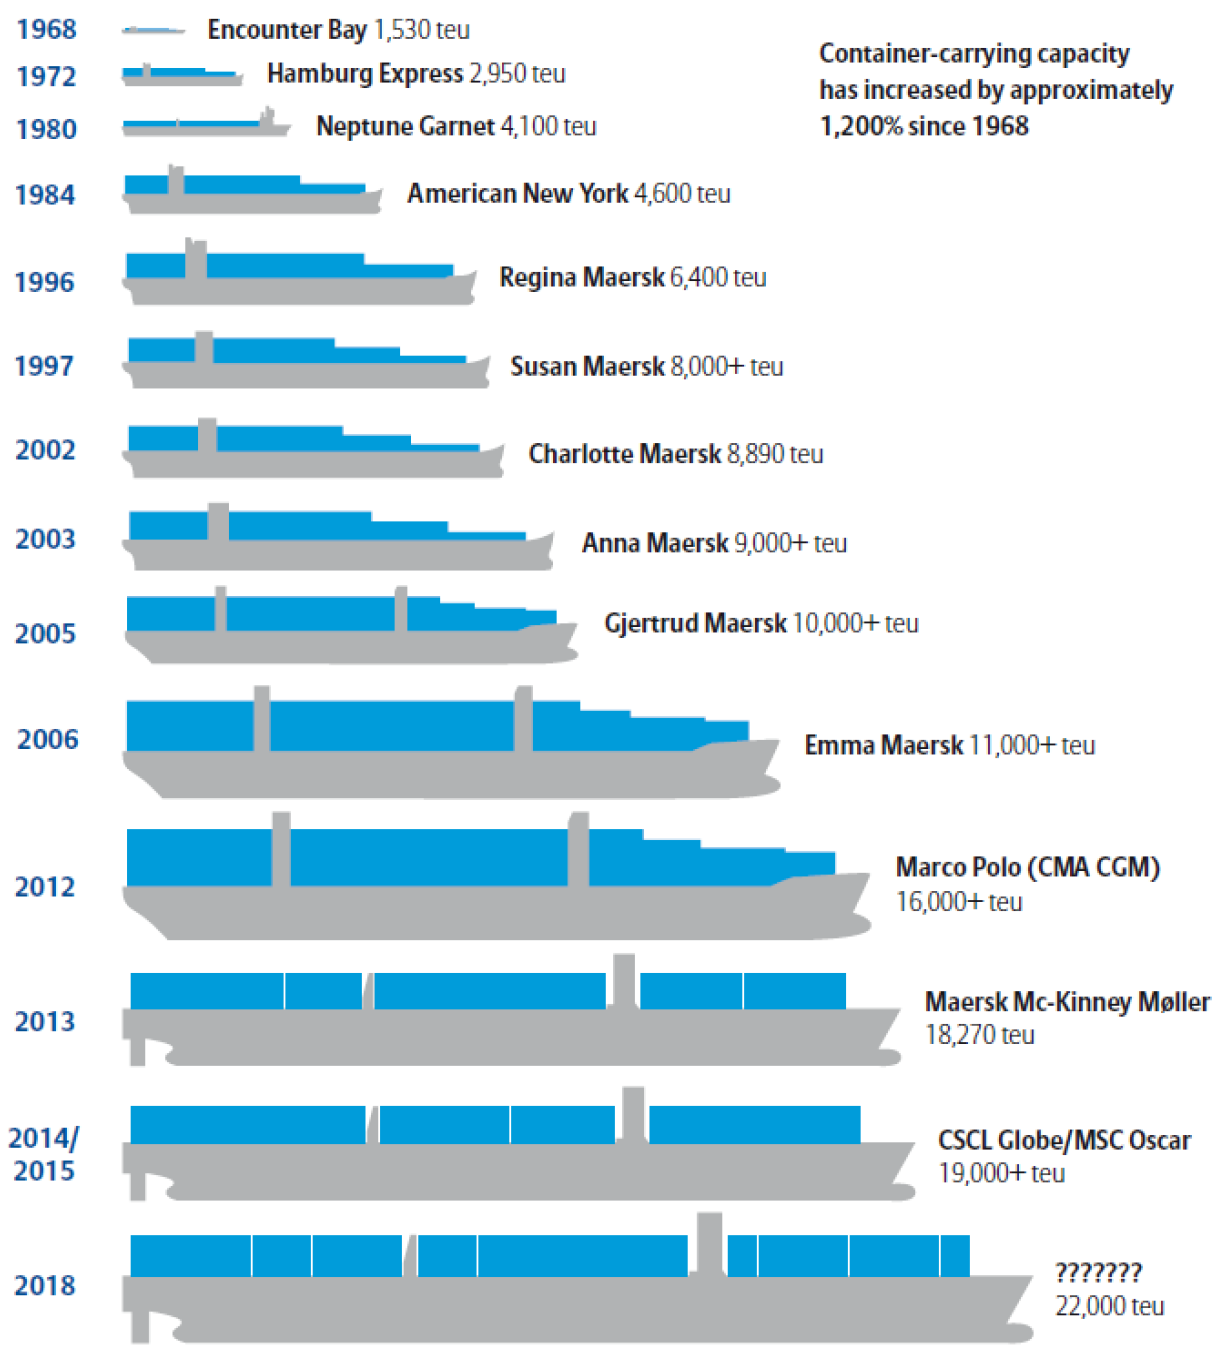 1968 Encounter Bay 1,530 teu
Container-carrying capacity
has increased by approximately
1,200% since 1968
1972 Hamburg Express 2,950 teu
1980 Neptune Garnet 4,100 teu
1984 American New York 4,600 teu
1996 Regina Maersk 6,400 teu
1997 Susan Maersk 8,000+ teu
2002 Charlotte Maersk 8,890 teu
2003 Anna Maersk 9,000+ teu
2005 Gjertrud Maersk 10,000+ teu
2006 Emma Maersk 11,000+ teu
2012 Marco Polo (CMA CGM)
16,000+ teu
2013 Maersk Mc-Kinney Møller
18,270 teu
2014/
2015
CSCL Globe/MSC Oscar
19,000+ teu
2018 ???????
22,000 teu